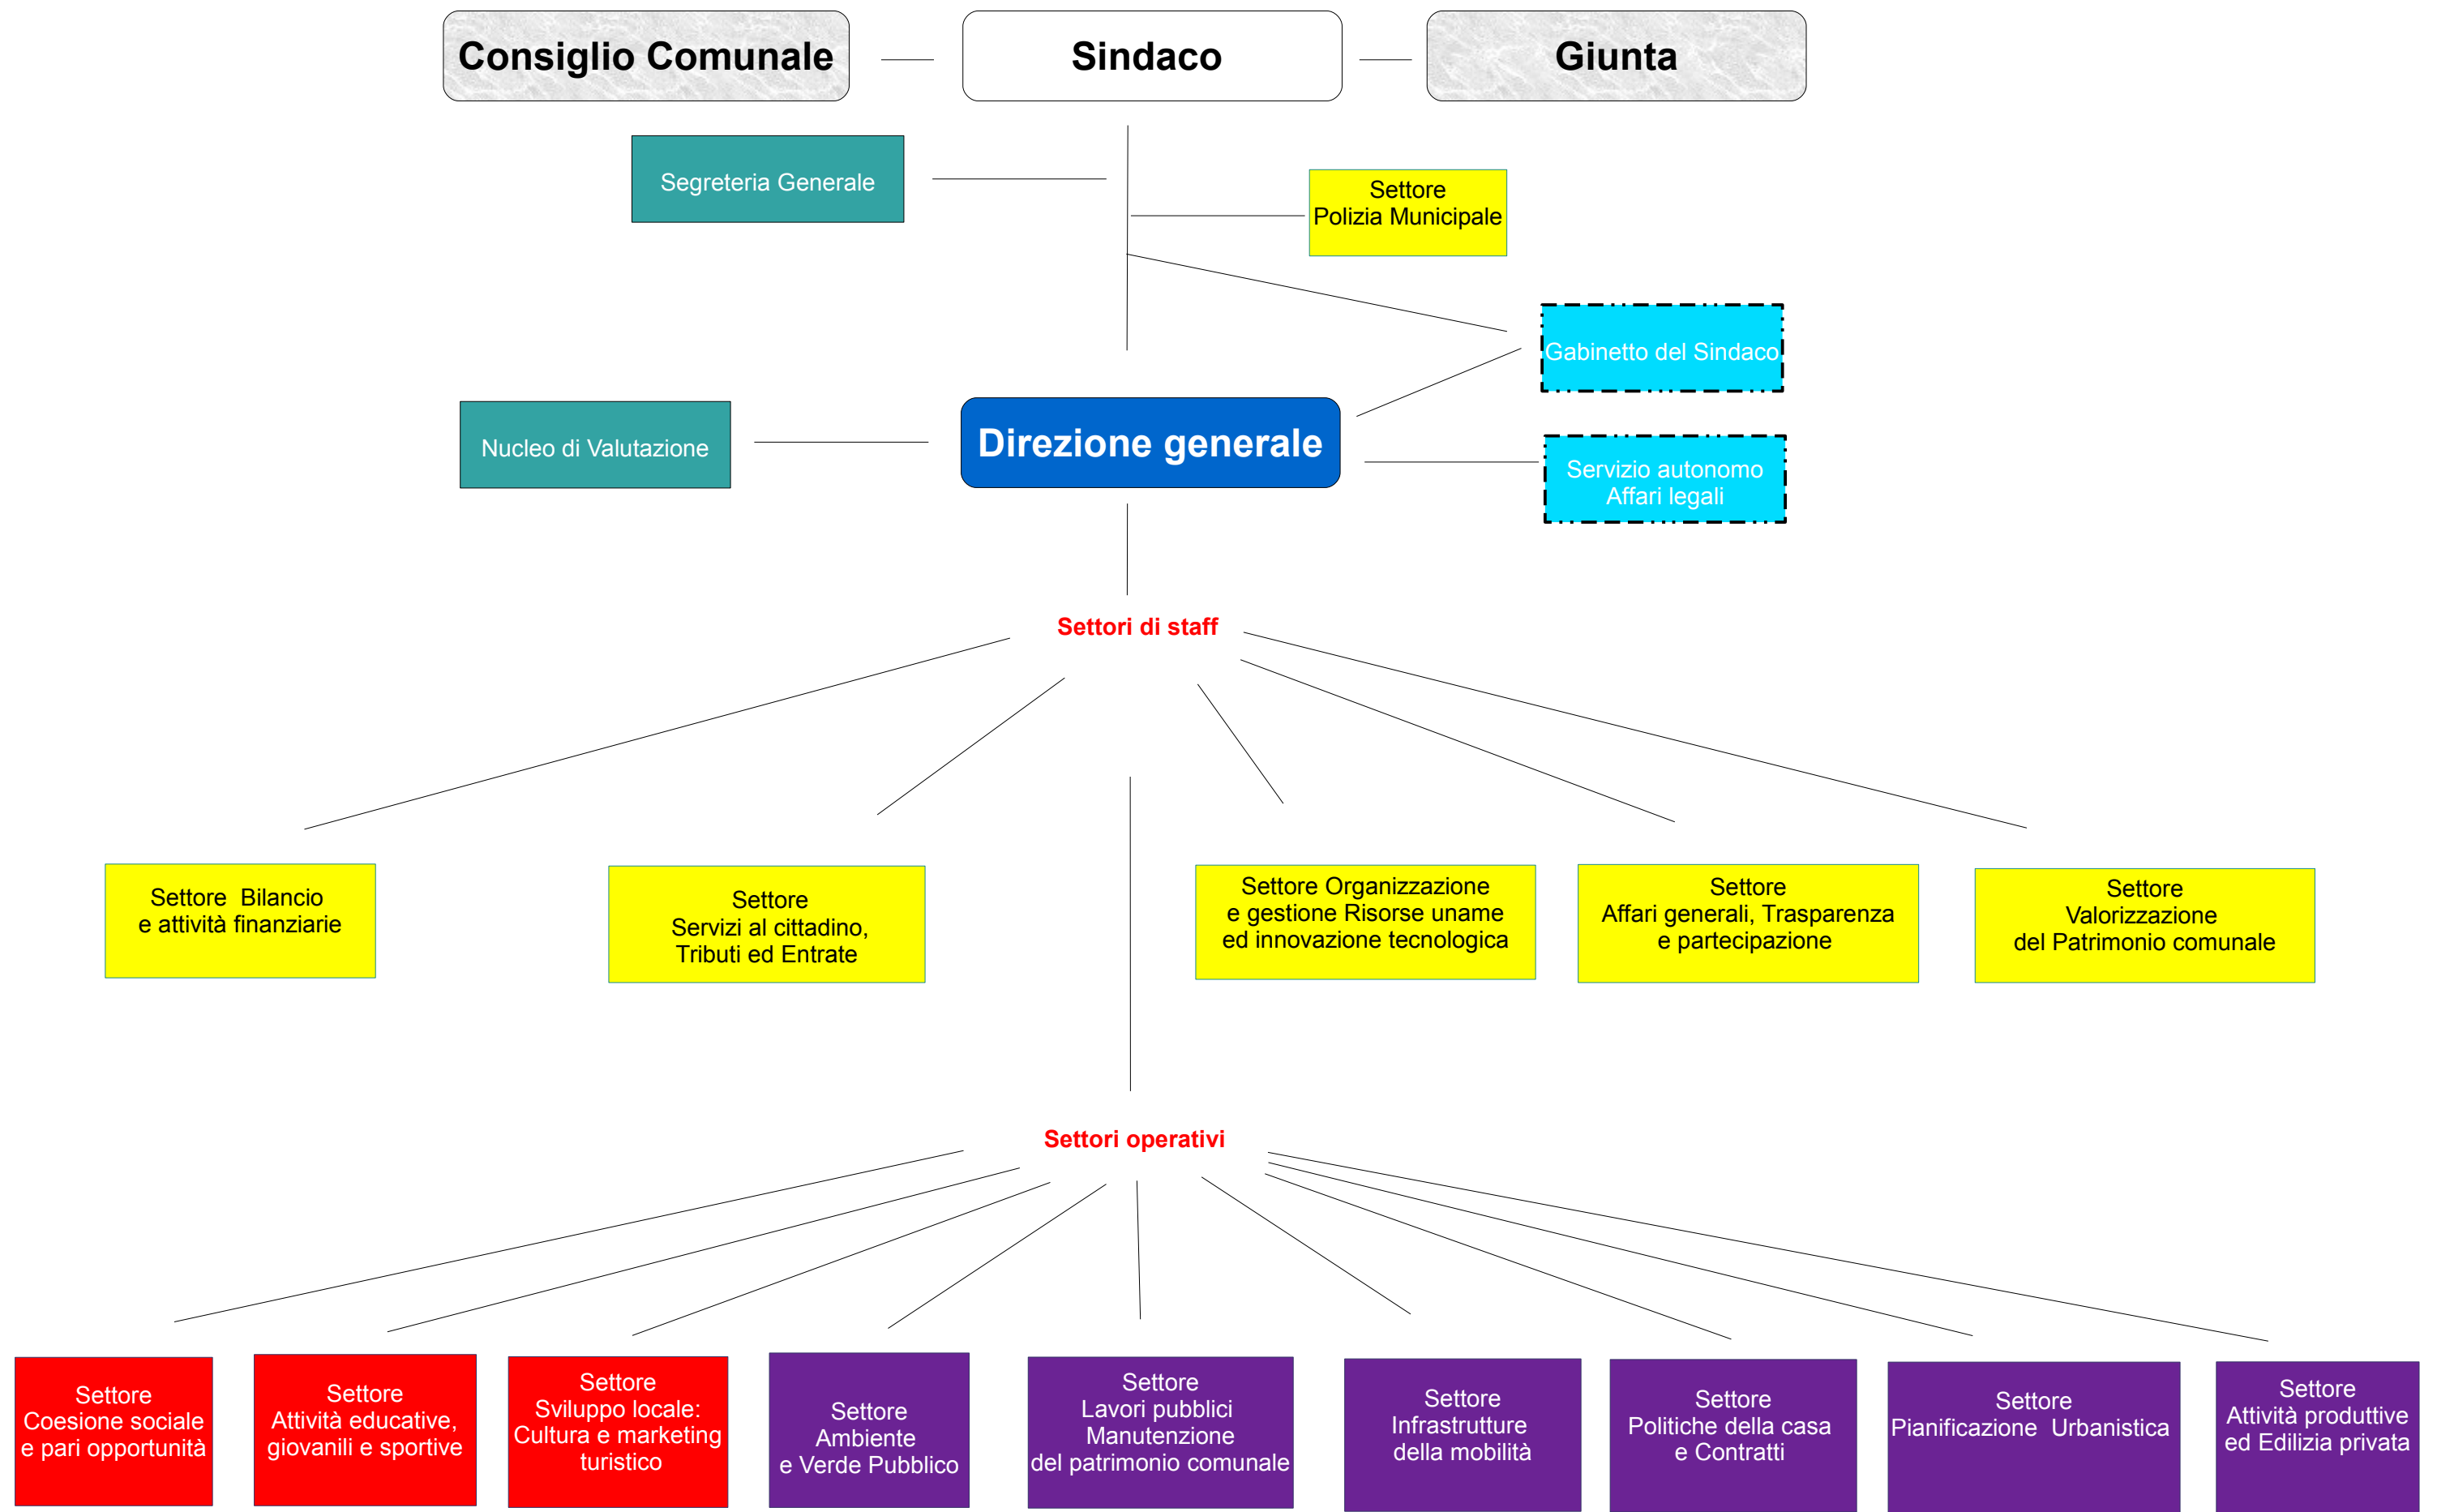 Consiglio Comunale
Sindaco
Giunta
Segreteria Generale
Settore
Polizia Municipale
Gabinetto del Sindaco
Nucleo di Valutazione
Direzione generale
Servizio autonomo
Affari legali
Settori di staff
Settore  Bilancio
e attività finanziarie
Settore
Servizi al cittadino,
Tributi ed Entrate
Settore Organizzazione
e gestione Risorse uname
ed innovazione tecnologica
Settore
Affari generali, Trasparenza
e partecipazione
Settore
Valorizzazione
del Patrimonio comunale
Settori operativi
Settore
Coesione sociale
e pari opportunità
Settore
Attività educative,
giovanili e sportive
Settore
Sviluppo locale:
Cultura e marketing
turistico
Settore
Ambiente
e Verde Pubblico
Settore
Lavori pubblici
Manutenzione
del patrimonio comunale
Settore
Infrastrutture
della mobilità
Settore
Politiche della casa
e Contratti
Settore
Pianificazione  Urbanistica
Settore
Attività produttive
ed Edilizia privata